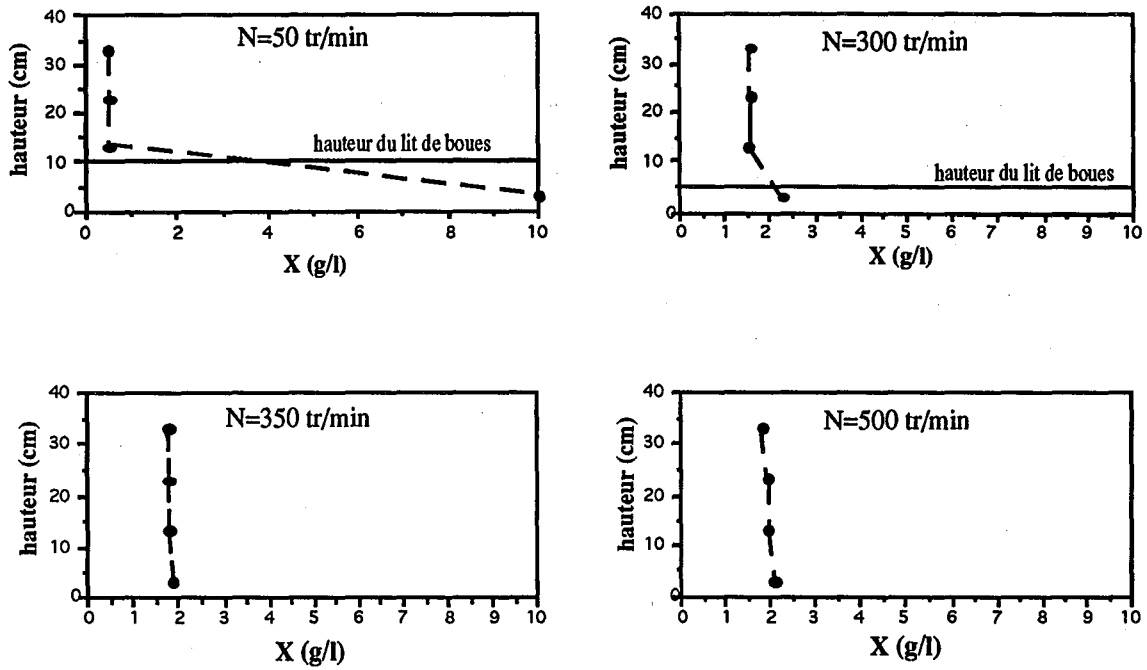 N=50 tr/min
hauteur (cm)
40
30
20
10
0
hauteur du lit de boues
0 2 4 6 8 10
X (g/l)
N=300 tr/min
hauteur (cm)
40
30
20
10
0
hauteur du lit de boues
0 1 2 3 4 5 6 7 8 9 10
X (g/l)
N=350 tr/min
hauteur (cm)
40
30
20
10
0
0 1 2 3 4 5 6 7 8 9 10
X (g/l)
N=500 tr/min
hauteur (cm)
40
30
20
10
0
0 1 2 3 4 5 6 7 8 9 10
X (g/l)